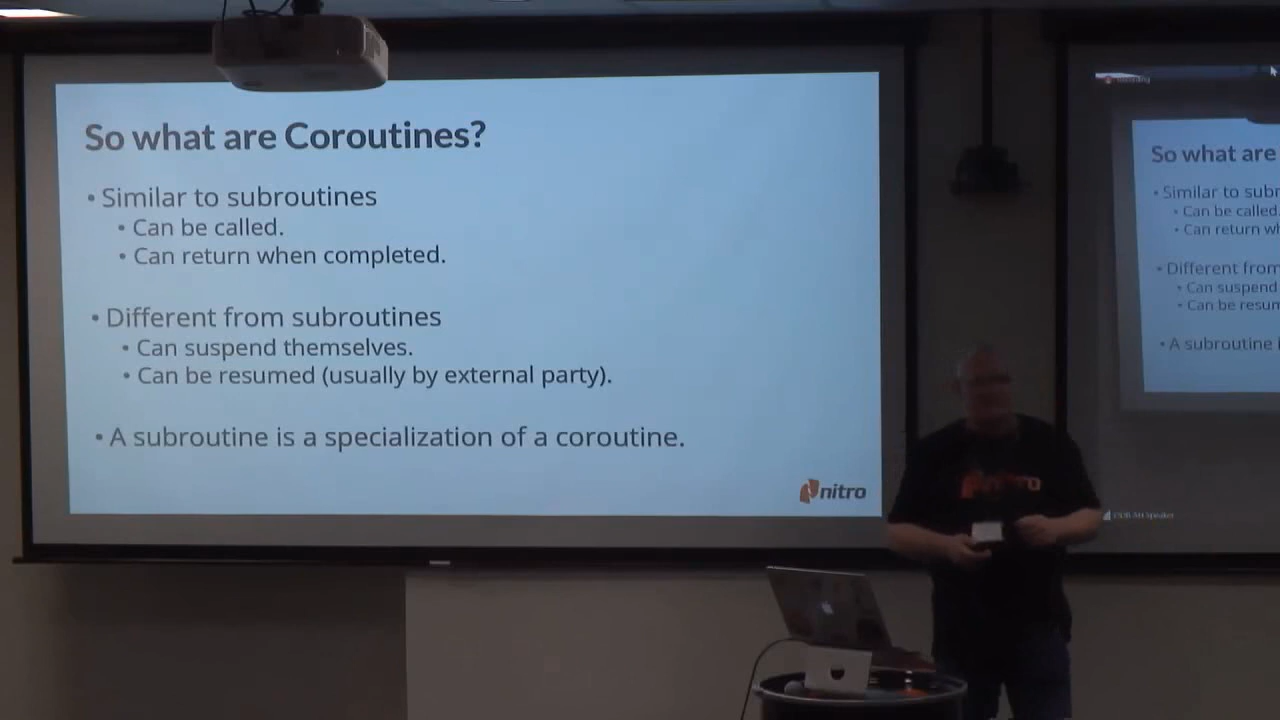 So what are Coroutines?
• Similar to subroutines
• Can be called.
• Can return when completed.
• Different from subroutines
• Can suspend themselves.
• Can be resumed (usually by external party).
• A subroutine is a specialization of a coroutine.
nitro
So what are
• Similar to subr
• Can be called.
• Can return wh
• Different from
• Can suspend
• Can be resum
• A subroutine i
nitro